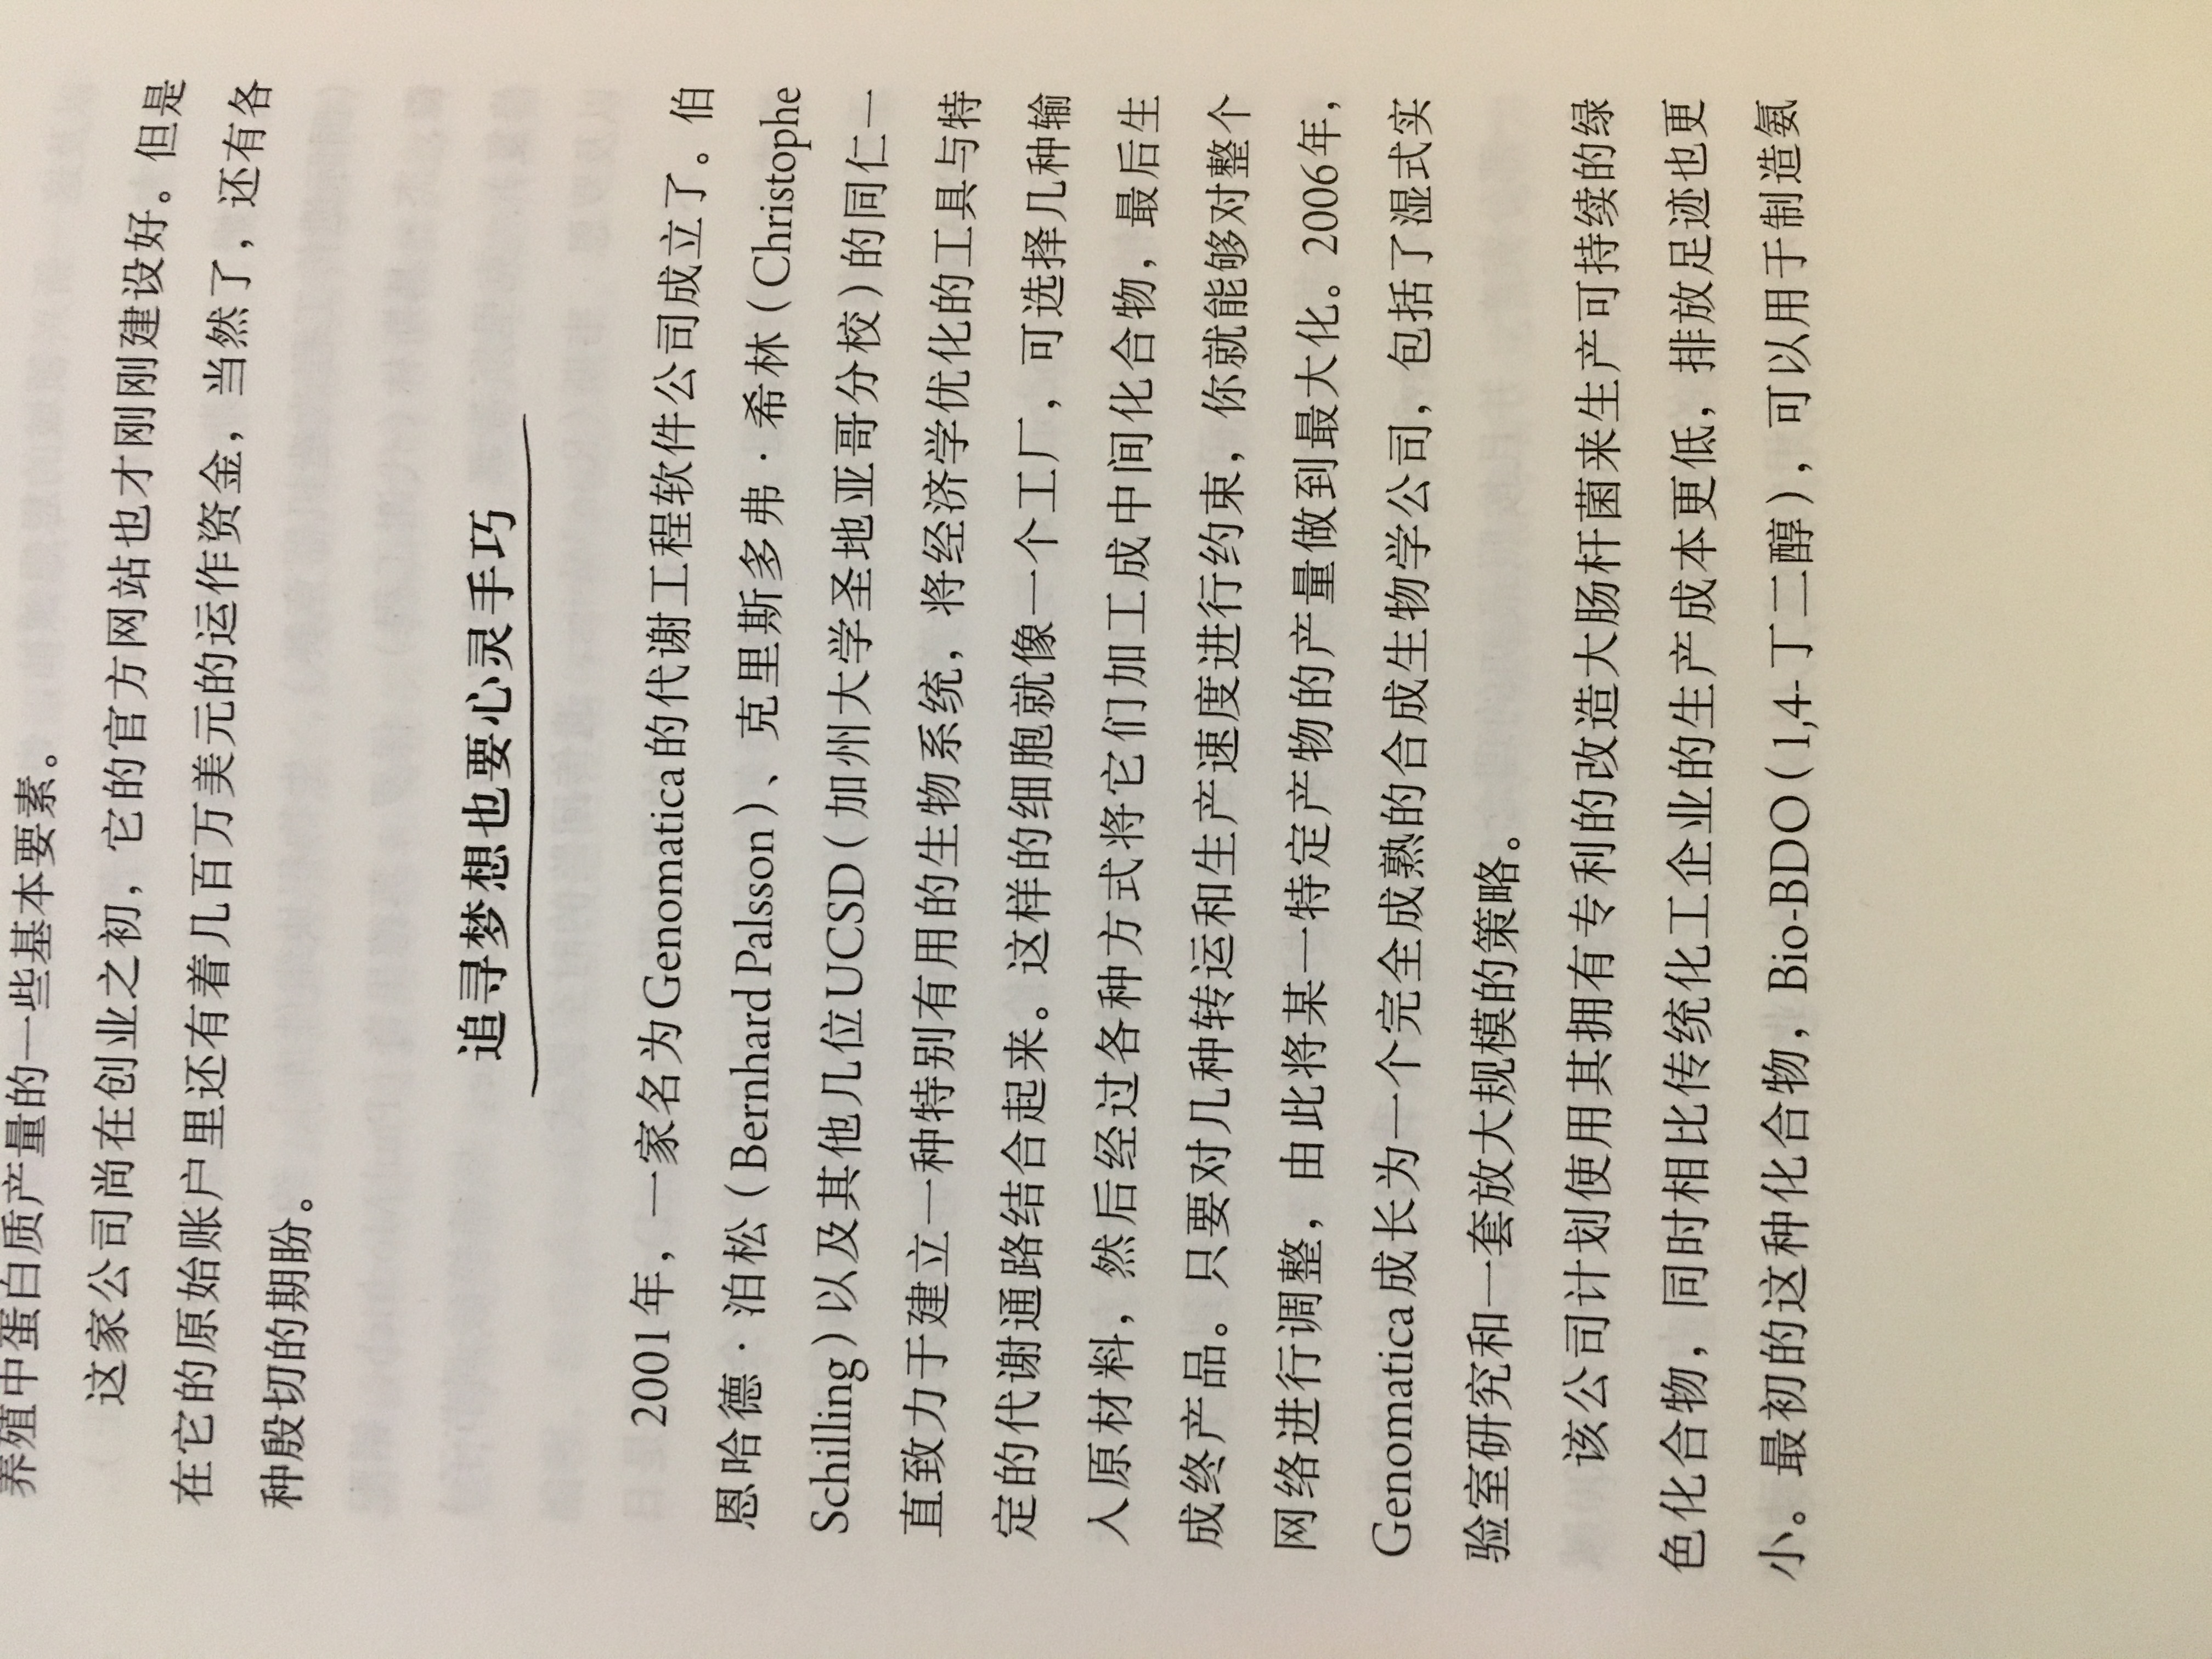 养殖中蛋白质产量的一些基本要素。
这家公司尚在创业之初，它的官方网站也才刚刚建设好。但是
在它的原始账户里还有着几百万美元的运作资金，当然了，还有各
种殷切的期盼。
追寻梦想也要心灵手巧
2001年，一家名为Genomatica的代谢工程软件公司成立了。伯
恩哈德·泊松（Bernhard Palsson）、克里斯多弗·希林（Christophe
Schilling）以及其他几位UCSD（加州大学圣地亚哥分校）的同仁一
直致力于建立一种特别有用的生物系统，将经济学优化的工具与特
定的代谢通路结合起来。这样的细胞就像一个工厂，可选择几种输
入原材料，然后经过各种方式将它们加工成中间化合物，最后生
成终产品。只要对几种转运和生产速度进行约束，你就能够对整个
网络进行调整，由此将某一特定产物的产量做到最大化。2006年，
Genomatica成长为一个完全成熟的合成生物学公司，包括了湿式实
验室研究和一套放大规模的策略。
该公司计划使用其拥有专利的改造大肠杆菌来生产可持续的绿
色化合物，同时相比传统化工企业的生产成本更低，排放足迹也更
小。最初的这种化合物，Bio-BDO（1,4-丁二醇），可以用于制造氨